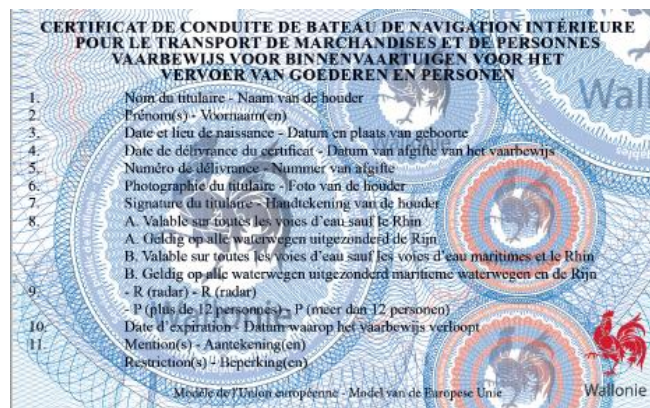 CERTIFICAT DE CONDUITE DE BATEAU DE NAVIGATION INTÉRIEURE
POUR LE TRANSPORT DE MARCHANDISES ET DE PERSONNES
VAARBEWIJS VOOR BINNENVAARTUIGEN VOOR HET
VERVOER VAN GOEDEREN EN PERSONEN
1. Nom du titulaire - Naam van de houder
2. Prénom(s) - Voornaam(en)
3. Date et lieu de naissance - Datum en plaats van geboorte
4. Date de délivrance du certificat - Datum van afgifte van het vaarbewijs
5. Numéro de délivrance - Nummer van afgifte
6. Photographie du titulaire - Foto van de houder
7. Signature du titulaire - Handtekening van de houder
8. A. Valable sur toutes les voies d'eau sauf le Rhin
A. Geldig op alle waterwegen uitgezonderd de Rijn
B. Valable sur toutes les voies d'eau sauf les voies d'eau maritimes et le Rhin
B. Geldig op alle waterwegen uitgezonderd maritieme waterwegen en de Rijn
9. - R (radar) - R (radar)
- P (plus de 12 personnes) - P (meer dan 12 personen)
10. Date d'expiration - Datum waarop het vaarbewijs verloopt
11. Mention(s) - Aantekening(en)
Restriction(s) - Beperking(en)
Modèle de l'Union européenne - Model van de Europese Unie
Wallonie